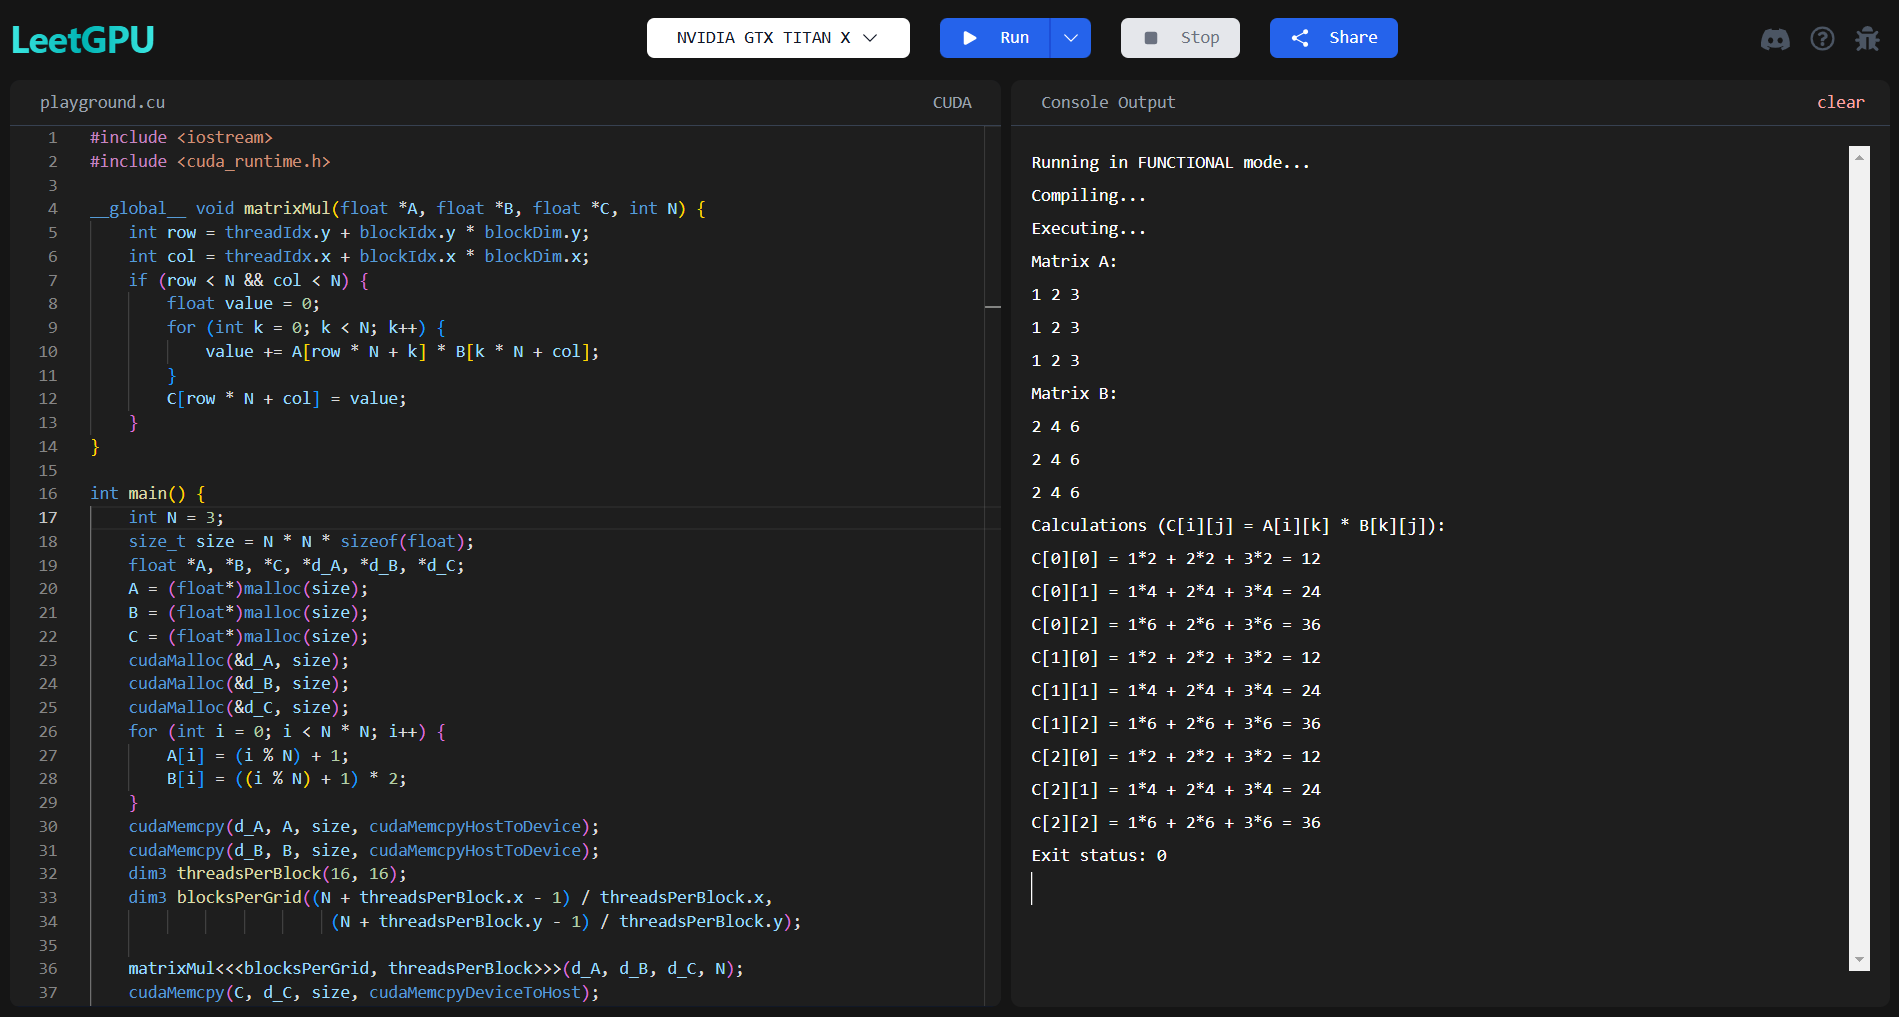 LeetGPU
NVIDIA GTX TITAN X
Run
Stop
Share
playground.cu
CUDA
1 #include <iostream>
2 #include <cuda_runtime.h>
3
4 __global__ void matrixMul(float *A, float *B, float *C, int N) {
5     int row = threadIdx.y + blockIdx.y * blockDim.y;
6     int col = threadIdx.x + blockIdx.x * blockDim.x;
7     if (row < N && col < N) {
8         float value = 0;
9         for (int k = 0; k < N; k++) {
10             value += A[row * N + k] * B[k * N + col];
11         }
12         C[row * N + col] = value;
13     }
14 }
15
16 int main() {
17     int N = 3;
18     size_t size = N * N * sizeof(float);
19     float *A, *B, *C, *d_A, *d_B, *d_C;
20     A = (float*)malloc(size);
21     B = (float*)malloc(size);
22     C = (float*)malloc(size);
23     cudaMalloc(&d_A, size);
24     cudaMalloc(&d_B, size);
25     cudaMalloc(&d_C, size);
26     for (int i = 0; i < N * N; i++) {
27         A[i] = (i % N) + 1;
28         B[i] = ((i % N) + 1) * 2;
29     }
30     cudaMemcpy(d_A, A, size, cudaMemcpyHostToDevice);
31     cudaMemcpy(d_B, B, size, cudaMemcpyHostToDevice);
32     dim3 threadsPerBlock(16, 16);
33     dim3 blocksPerGrid((N + threadsPerBlock.x - 1) / threadsPerBlock.x,
34                          (N + threadsPerBlock.y - 1) / threadsPerBlock.y);
35
36     matrixMul<<<blocksPerGrid, threadsPerBlock>>>(d_A, d_B, d_C, N);
37     cudaMemcpy(C, d_C, size, cudaMemcpyDeviceToHost);
Console Output
clear
Running in FUNCTIONAL mode...
Compiling...
Executing...
Matrix A:
1 2 3
1 2 3
1 2 3
Matrix B:
2 4 6
2 4 6
2 4 6
Calculations (C[i][j] = A[i][k] * B[k][j]):
C[0][0] = 1*2 + 2*2 + 3*2 = 12
C[0][1] = 1*4 + 2*4 + 3*4 = 24
C[0][2] = 1*6 + 2*6 + 3*6 = 36
C[1][0] = 1*2 + 2*2 + 3*2 = 12
C[1][1] = 1*4 + 2*4 + 3*4 = 24
C[1][2] = 1*6 + 2*6 + 3*6 = 36
C[2][0] = 1*2 + 2*2 + 3*2 = 12
C[2][1] = 1*4 + 2*4 + 3*4 = 24
C[2][2] = 1*6 + 2*6 + 3*6 = 36
Exit status: 0